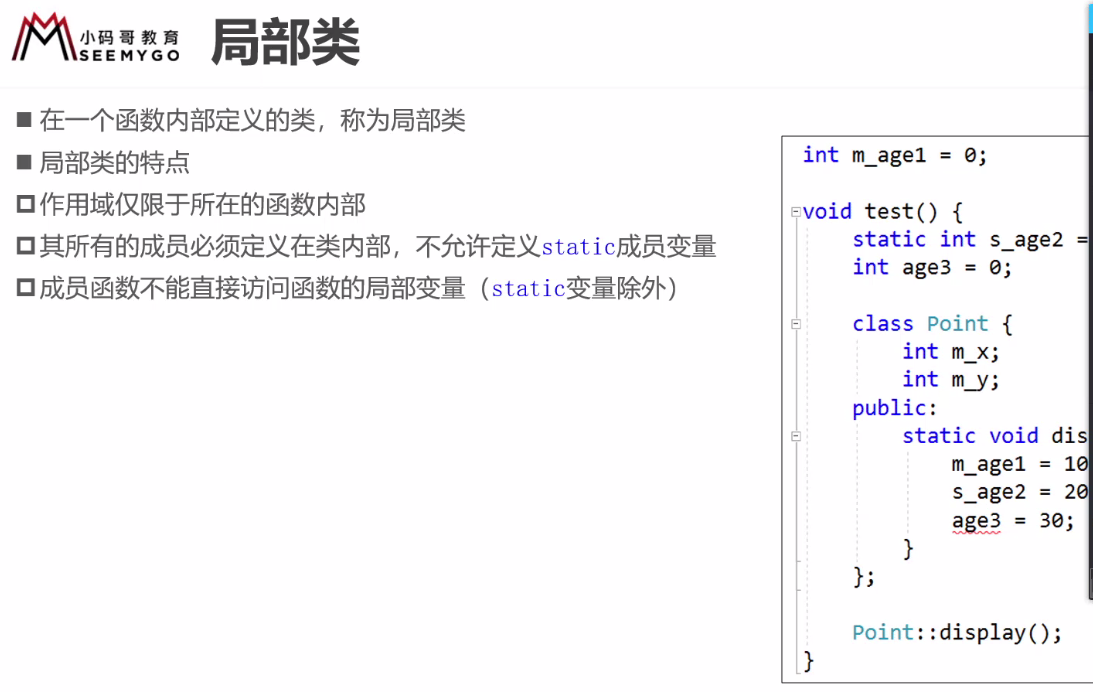 小码哥教育
SEEMYGO
局部类
在一个函数内部定义的类，称为局部类
局部类的特点
作用域仅限于所在的函数内部
其所有的成员必须定义在类内部，不允许定义static成员变量
成员函数不能直接访问函数的局部变量（static变量除外）
int m_age1 = 0;
void test() {
static int s_age2 =
int age3 = 0;
class Point {
int m_x;
int m_y;
public:
static void dis
m_age1 = 10
s_age2 = 20
age3 = 30;
}
};
Point::display();
}